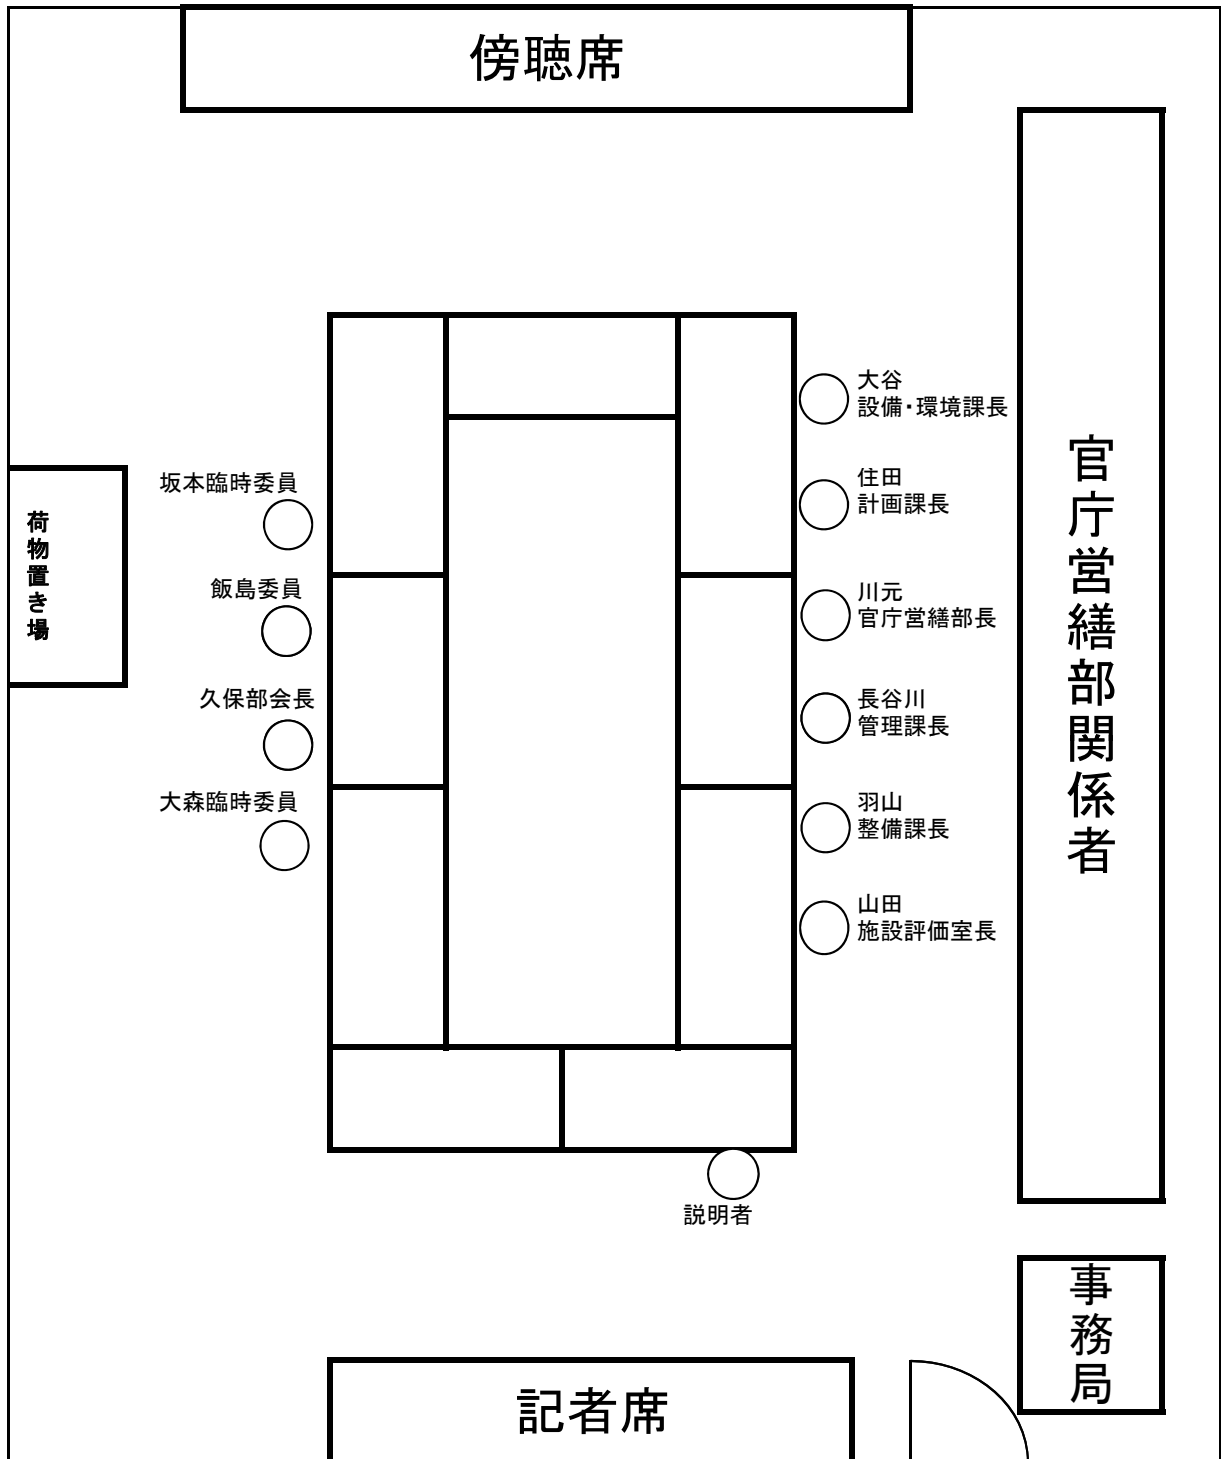 傍聴席
大谷
設備・環境課長
住田
計画課長
川元
官庁営繕部長
長谷川
管理課長
羽山
整備課長
山田
施設評価室長
坂本臨時委員
飯島委員
久保部会長
大森臨時委員
荷物置き場
官庁営繕部関係者
説明者
事務局
記者席